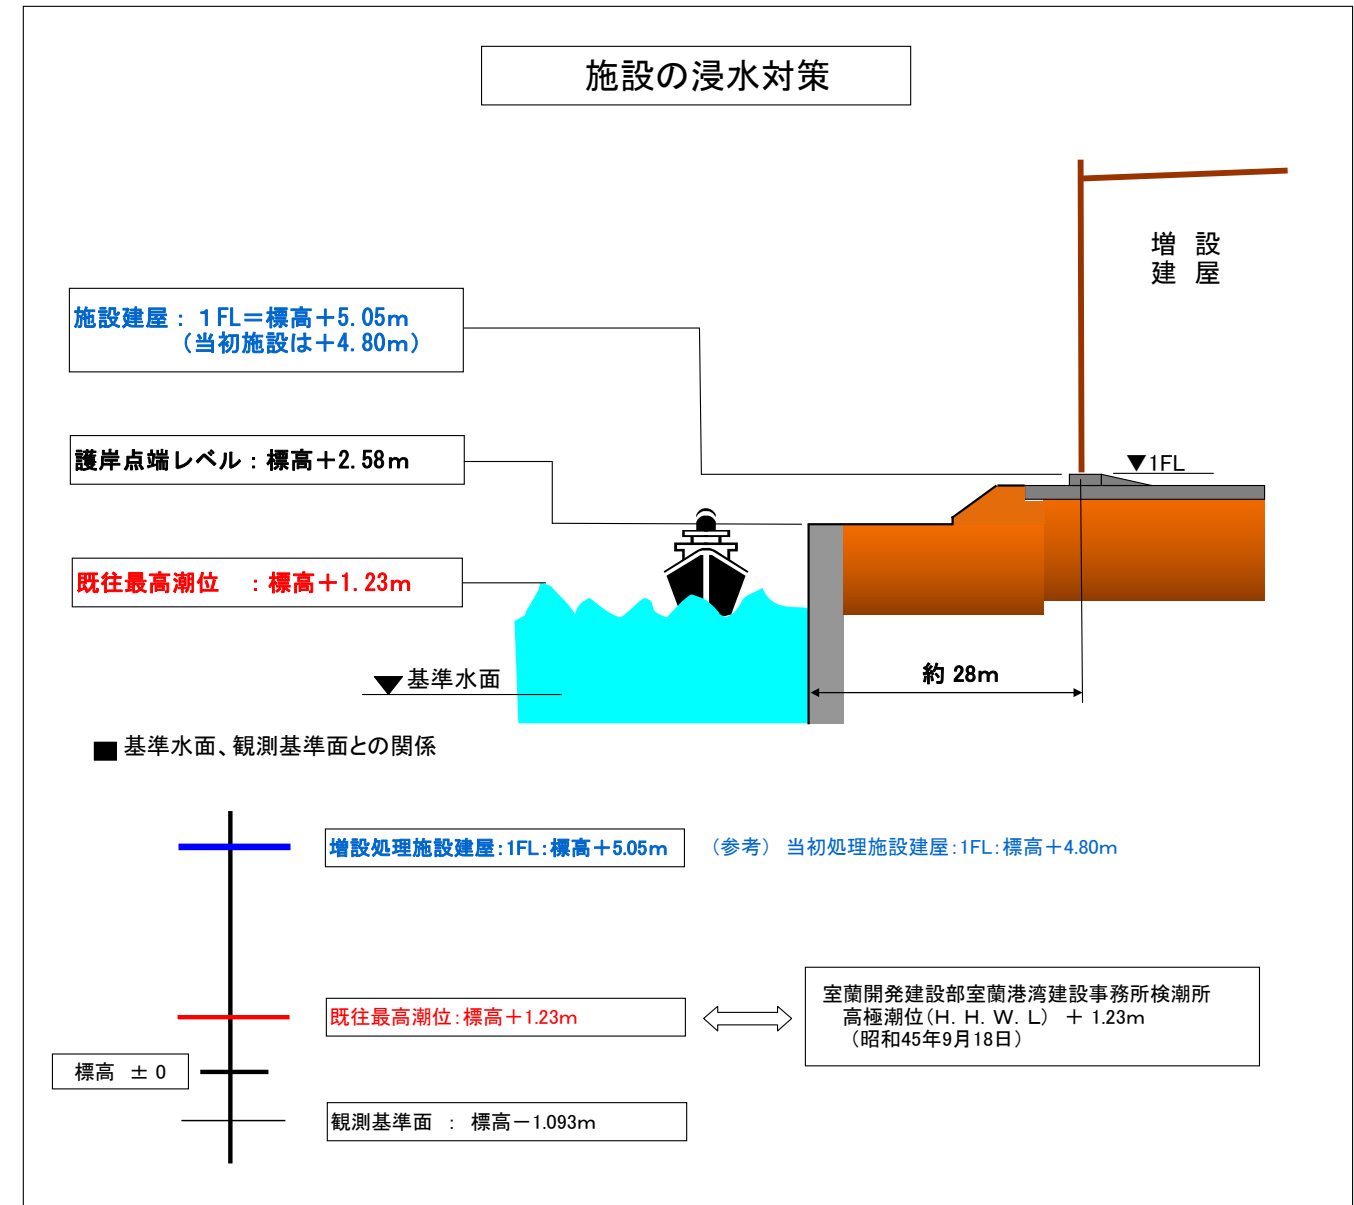 施設の浸水対策
増 設
建 屋
施設建屋： １FL＝標高＋5.05m
（当初施設は＋4.80m）
▼1FL
護岸点端レベル：標高＋2.58m
既往最高潮位 ：標高＋1.23m
約 28m
▼基準水面
■ 基準水面、観測基準面との関係
増設処理施設建屋：1FL：標高＋5.05m
（参考） 当初処理施設建屋：1FL：標高＋4.80m
室蘭開発建設部室蘭港湾建設事務所検潮所
高極潮位（H．H．W．L） ＋ 1.23m
（昭和45年9月18日）
既往最高潮位：標高＋1.23m
標高 ±0
観測基準面 ： 標高－1.093m